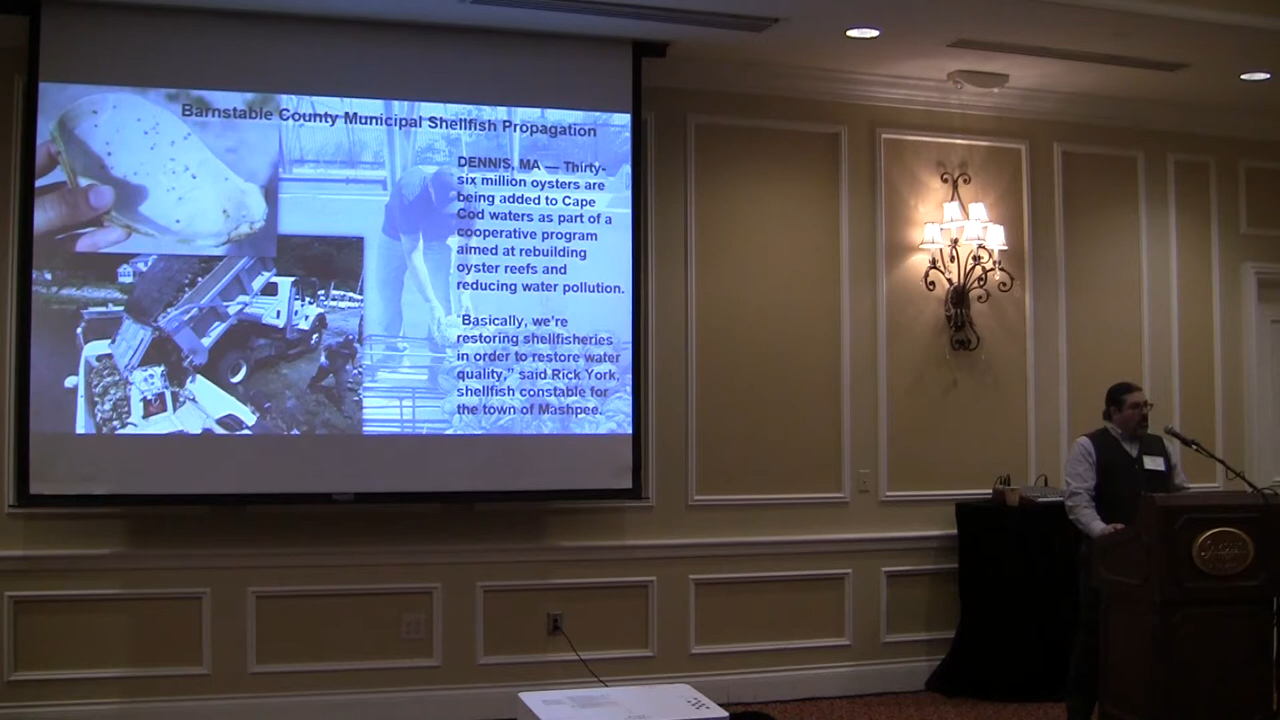 Barnstable County Municipal Shellfish Propagation
DENNIS, MA — Thirty-
six million oysters are
being added to Cape
Cod waters as part of a
cooperative program
aimed at rebuilding
oyster reefs and
reducing water pollution.
"Basically, we're
restoring shellfisheries
in order to restore water
quality," said Rick York,
shellfish constable for
the town of Mashpee.